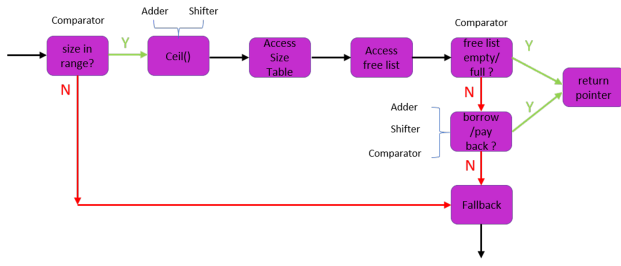 Comparator
size in
range?
Y
N
Adder
Shifter
Ceil()
Access
Size
Table
Access
free list
Comparator
free list
empty/
full ?
Y
N
return
pointer
Adder
Shifter
Comparator
borrow
/pay
back ?
Y
N
Fallback